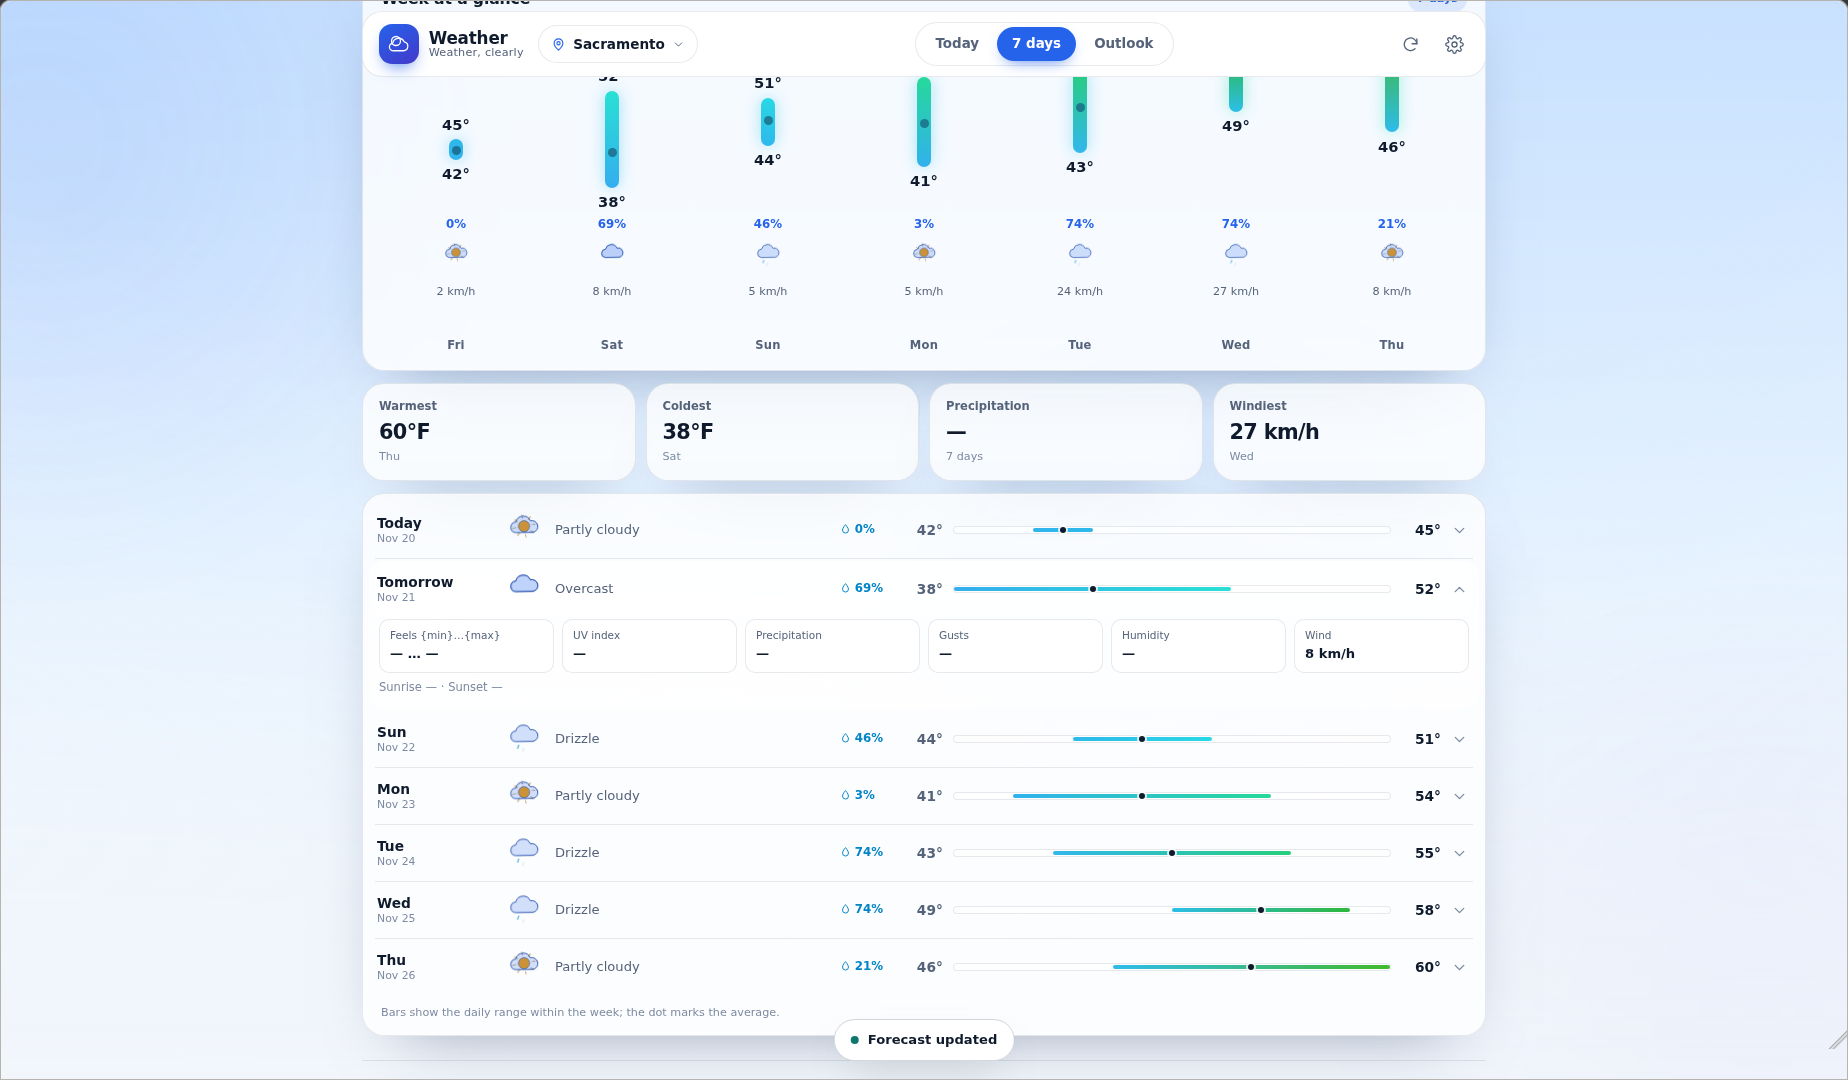 Week at a glance
7 days
Weather
Weather, clearly
Sacramento
Today
7 days
Outlook
52°
51°
45°
42°
38°
44°
41°
43°
49°
46°
0%
69%
46%
3%
74%
74%
21%
2 km/h
8 km/h
5 km/h
5 km/h
24 km/h
27 km/h
8 km/h
Fri
Sat
Sun
Mon
Tue
Wed
Thu
Warmest
60°F
Thu
Coldest
38°F
Sat
Precipitation
—
7 days
Windiest
27 km/h
Wed
Today
Nov 20
Partly cloudy
0%
42°
45°
Tomorrow
Nov 21
Overcast
69%
38°
52°
Feels {min}…{max}
— … —
UV index
—
Precipitation
—
Gusts
—
Humidity
—
Wind
8 km/h
Sunrise — · Sunset —
Sun
Nov 22
Drizzle
46%
44°
51°
Mon
Nov 23
Partly cloudy
3%
41°
54°
Tue
Nov 24
Drizzle
74%
43°
55°
Wed
Nov 25
Drizzle
74%
49°
58°
Thu
Nov 26
Partly cloudy
21%
46°
60°
Bars show the daily range within the week; the dot marks the average.
Forecast updated